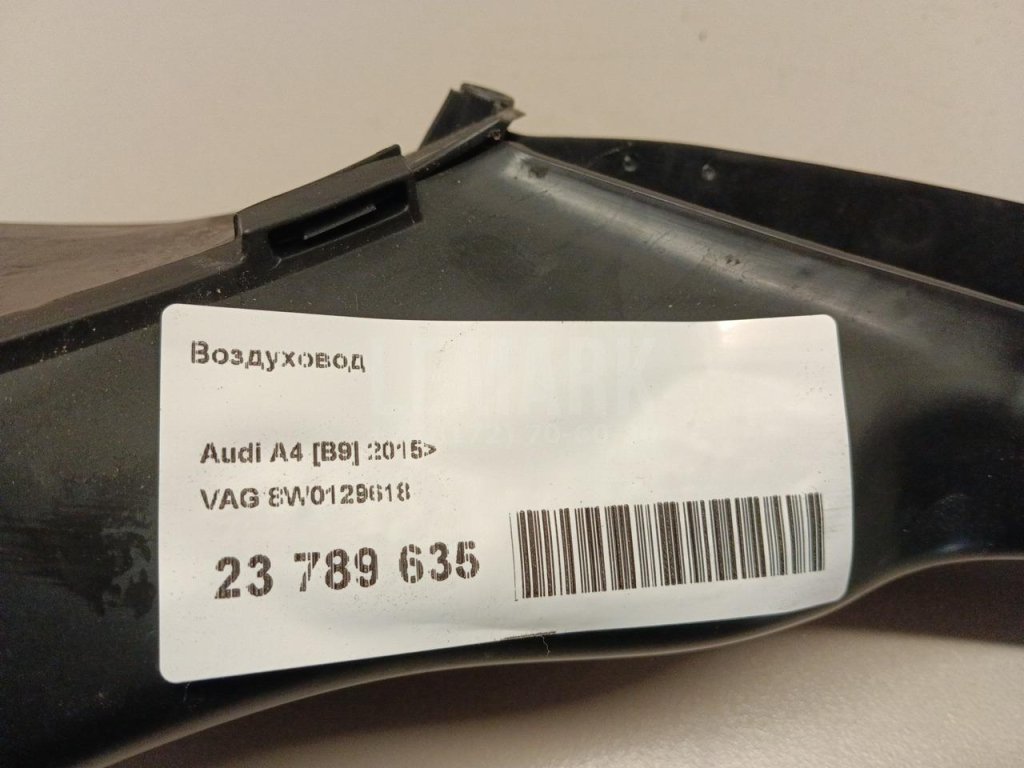 Воздуховод
Audi A4 [B9] 2015>
VAG 8W0129618
23 789 635